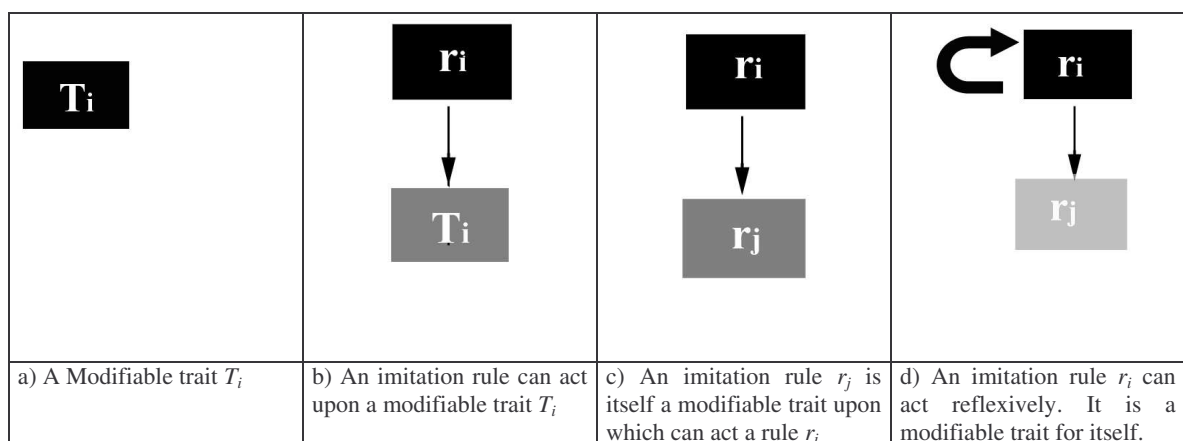 Ti
ri
Ti
ri
rj
ri
rj
a) A Modifiable trait Ti
b) An imitation rule can act
upon a modifiable trait Ti
c) An imitation rule rj is
itself a modifiable trait upon
which can act a rule ri
d) An imitation rule ri can
act reflexively. It is a
modifiable trait for itself.